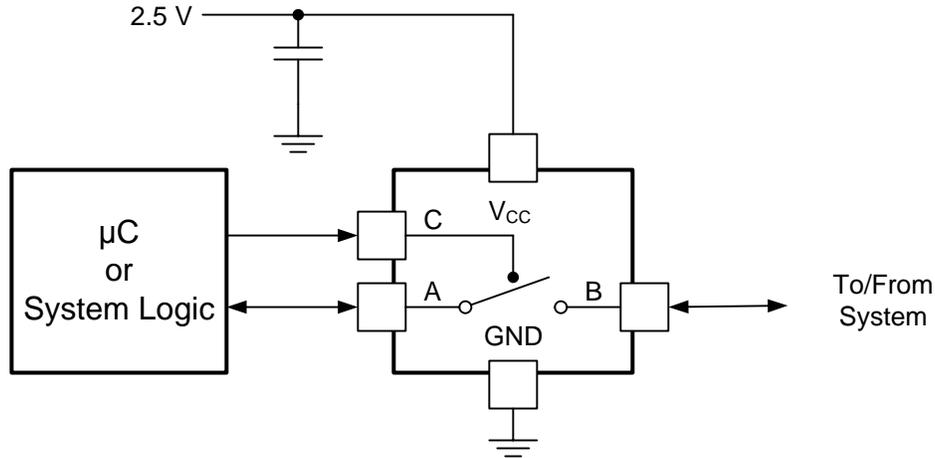 2.5 V
VCC
C
µC
or
System Logic
A
B
GND
To/From
System